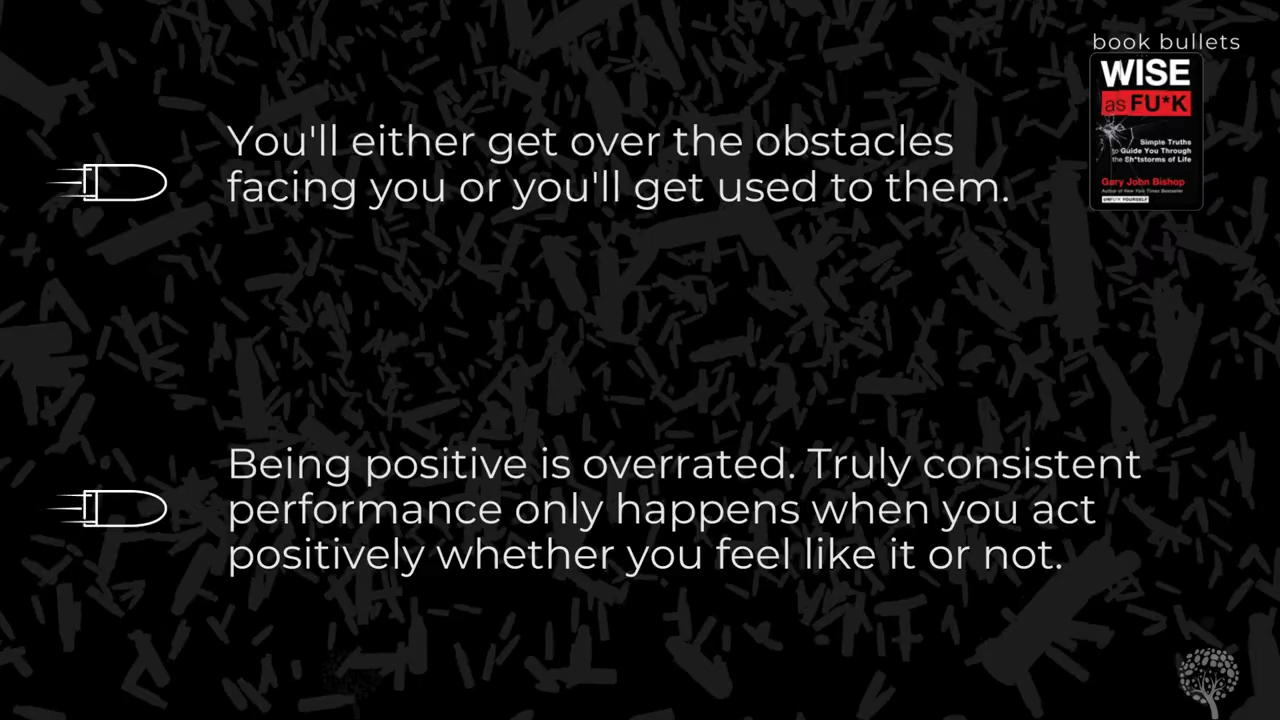 book bullets
WISE
as FU*K
Simple Truths
to Guide You Through
the Sh*tstorms of Life
Gary John Bishop
Author of New York Times Bestseller
UNFU*K YOURSELF
You'll either get over the obstacles
facing you or you'll get used to them.
Being positive is overrated. Truly consistent
performance only happens when you act
positively whether you feel like it or not.